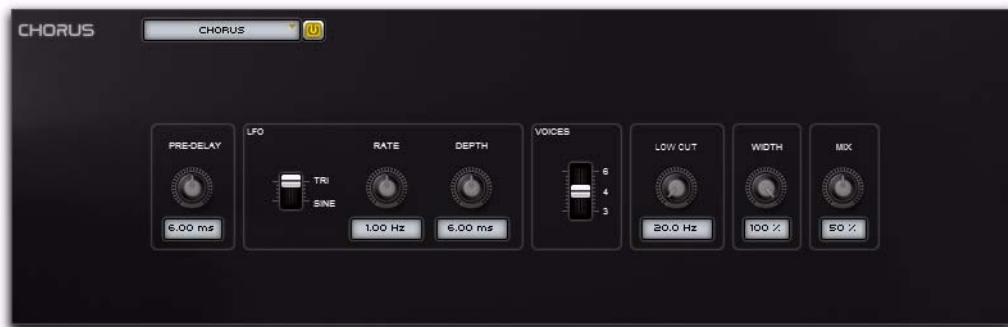 CHORUS
CHORUS
PRE-DELAY
6.00 ms
LFO
TRI
SINE
RATE
1.00 Hz
DEPTH
6.00 ms
VOICES
6
4
3
LOW CUT
20.0 Hz
WIDTH
100 %
MIX
50 %